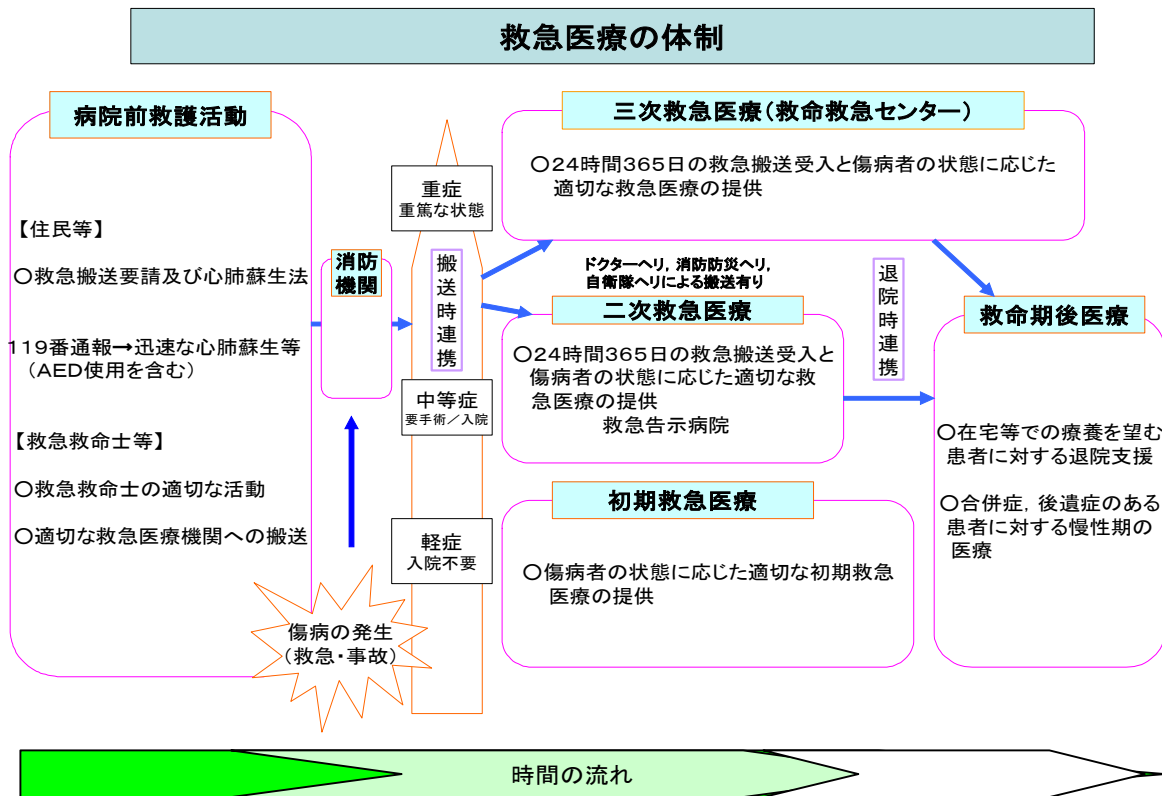 救急医療の体制
病院前救護活動
【住民等】
○救急搬送要請及び心肺蘇生法
119番通報→迅速な心肺蘇生等
（AED使用を含む）
【救急救命士等】
○救急救命士の適切な活動
○適切な救急医療機関への搬送
傷病の発生
（救急・事故）
消防
機関
重症
重篤な状態
搬送時連携
中等症
要手術／入院
軽症
入院不要
三次救急医療（救命救急センター）
○24時間365日の救急搬送受入と傷病者の状態に応じた
適切な救急医療の提供
ドクターヘリ，消防防災ヘリ，
自衛隊ヘリによる搬送有り
二次救急医療
○24時間365日の救急搬送受入と
傷病者の状態に応じた適切な救
急医療の提供
救急告示病院
初期救急医療
○傷病者の状態に応じた適切な初期救急
医療の提供
退院時連携
救命期後医療
○在宅等での療養を望む
患者に対する退院支援
○合併症，後遺症のある
患者に対する慢性期の
医療
時間の流れ